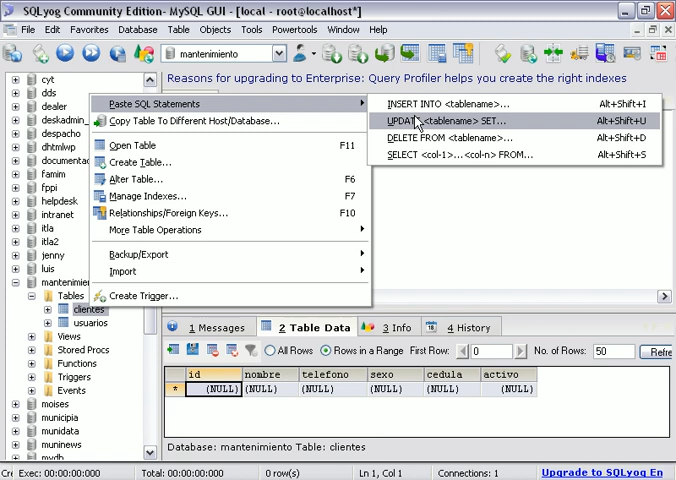 SQLyog Community Edition- MySQL GUI - [local - root@localhost*]
File Edit Favorites Database Table Objects Tools Powertools Window Help
mantenimiento
Reasons for upgrading to Enterprise: Query Profiler helps you create the right indexes
cyt
dds
dealer
deskadmin_
despacho
dhtmlwp
documentac
famim
fppi
helpdesk
intranet
itla
itla2
jenny
luis
mantenimie
Tables
clientes
usuarios
Views
Stored Procs
Functions
Triggers
Events
moises
municipia
munidata
muninews
Paste SQL Statements
Copy Table To Different Host/Database...
Open Table F11
Create Table...
Alter Table... F6
Manage Indexes... F7
Relationships/Foreign Keys... F10
More Table Operations
Backup/Export
Import
Create Trigger...
INSERT INTO <tablename>... Alt+Shift+I
UPDAT <tablename> SET... Alt+Shift+U
DELETE FROM <tablename>... Alt+Shift+D
SELECT <col-1>...<col-n> FROM... Alt+Shift+S
1 Messages 2 Table Data 3 Info 4 History
All Rows Rows in a Range First Row: 0 No. of Rows: 50 Refre
id nombre telefono sexo cedula activo
* (NULL) (NULL) (NULL) (NULL) (NULL) (NULL)
Database: mantenimiento Table: clientes
Cre Exec: 00:00:00:000 Total: 00:00:00:000 0 row(s) Ln 1, Col 1 Connections: 1 Upgrade to SQLyog En